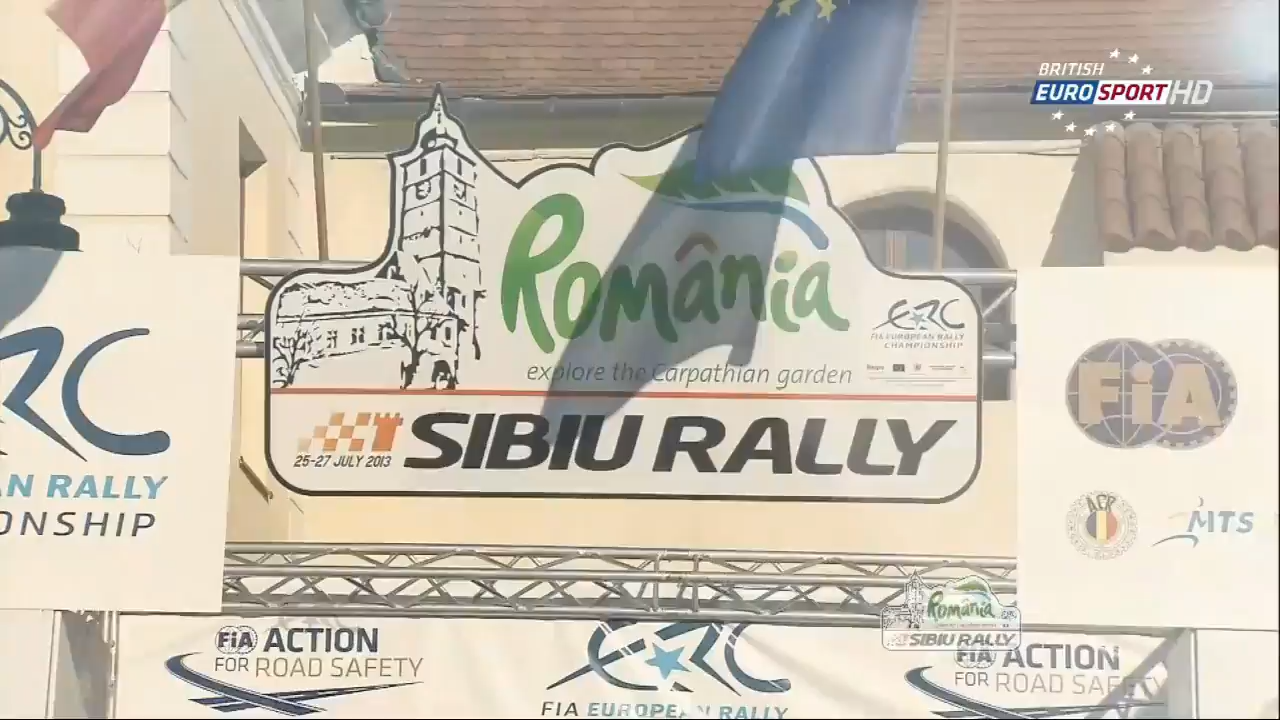 BRITISH
EUROSPORT HD
România
explore the Carpathian garden
ERC
FIA EUROPEAN RALLY
CHAMPIONSHIP
25-27 JULY 2013
SIBIU RALLY
RC
AN RALLY
ONSHIP
FiA
ACR
MTS
România
SIBIU RALLY
FiA ACTION
FOR ROAD SAFETY
ERC
FIA EUROPEAN RALLY
FiA ACTION
FOR ROAD SAFETY